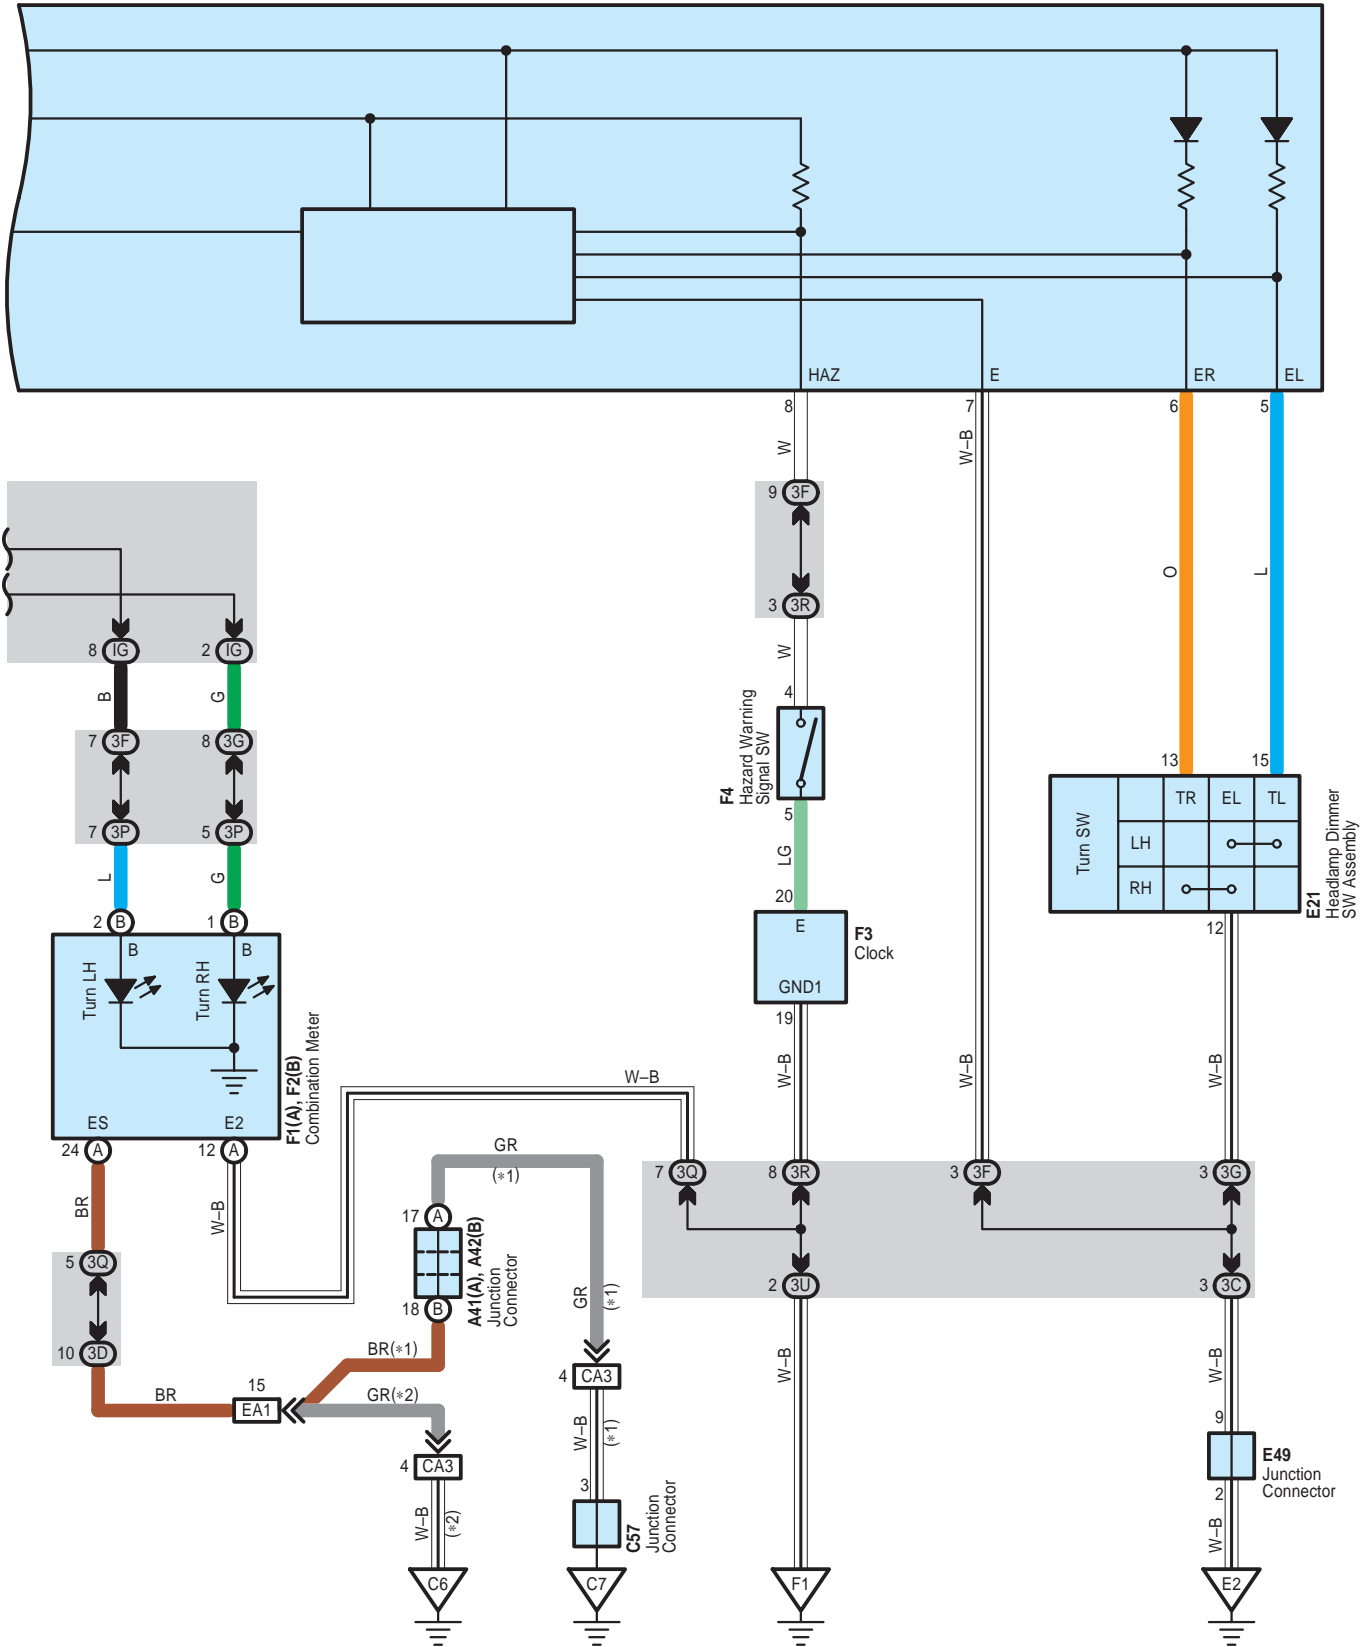 HAZ
E
ER
EL
8
7
6
5
W
W–B
9 3F
O
L
3 3R
8 IG
2 IG
W
B
G
4
7 3F
8 3G
F4
Hazard Warning
Signal SW
13
15
TR
EL
TL
Turn SW
LH
RH
E21
Headlamp Dimmer
SW Assembly
5
7 3P
5 3P
LG
L
G
20
2 B
1 B
E
F3
Clock
12
B
B
Turn LH
Turn RH
GND1
19
F1(A), F2(B)
Combination Meter
W–B
W–B
W–B
W–B
ES
E2
24 A
12 A
GR
(*1)
7 3Q
8 3R
3 3F
3 3G
BR
W–B
17 A
A41(A), A42(B)
Junction
Connector
5 3Q
2 3U
3 3C
18 B
GR
(*1)
10 3D
BR(*1)
W–B
W–B
4 CA3
BR
15
EA1
GR(*2)
W–B
(*1)
9
4 CA3
E49
Junction
Connector
3
2
W–B
(*2)
C57
Junction
Connector
W–B
C6
C7
F1
E2